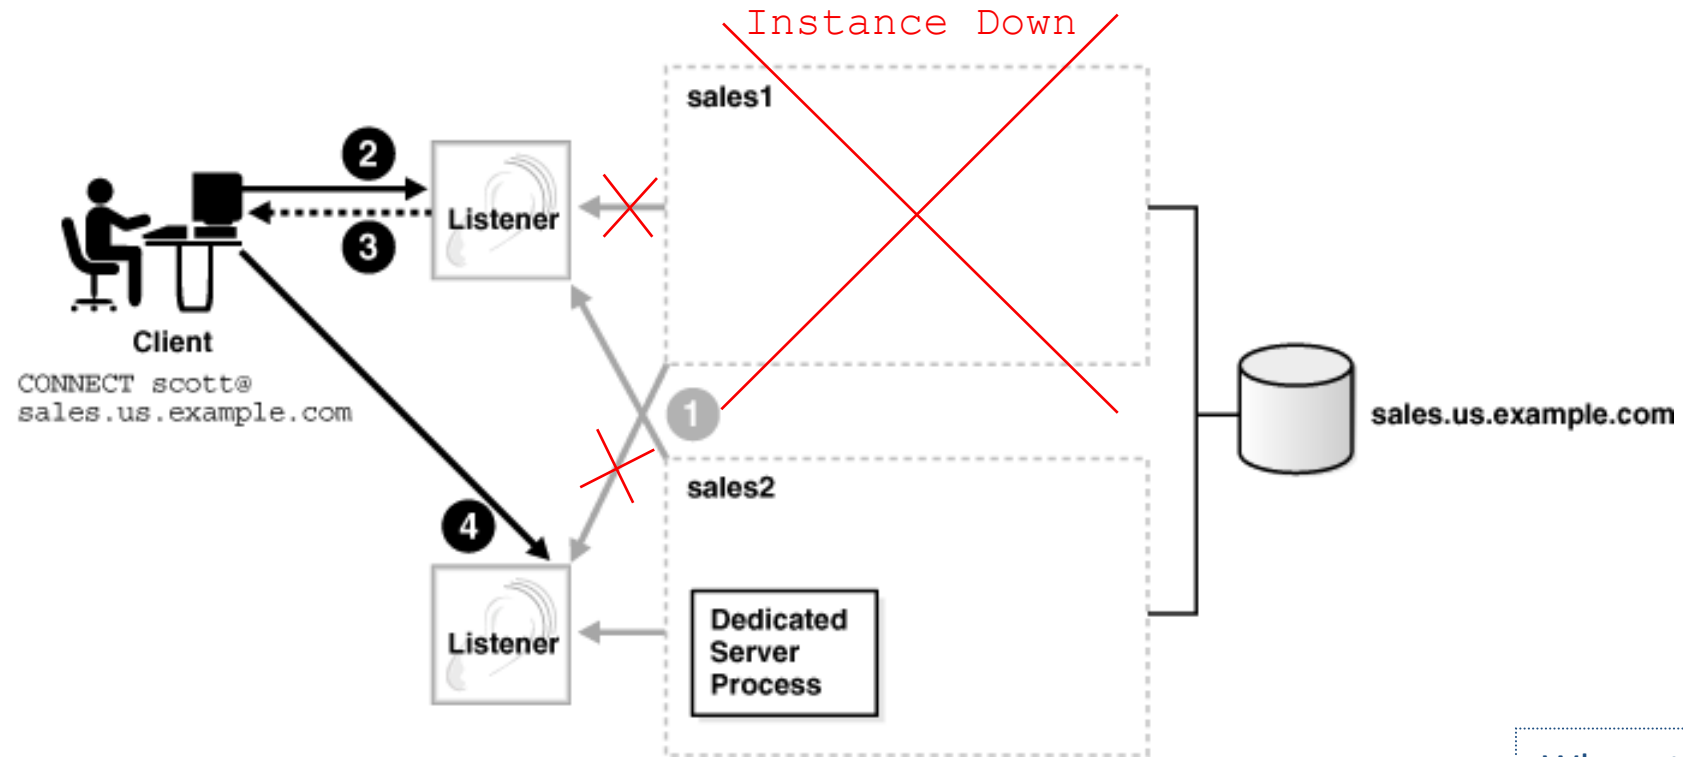 Instance Down
sales1
2
Listener
3
Client
CONNECT scott@
sales.us.example.com
1
sales.us.example.com
sales2
4
Listener
Dedicated
Server
Process